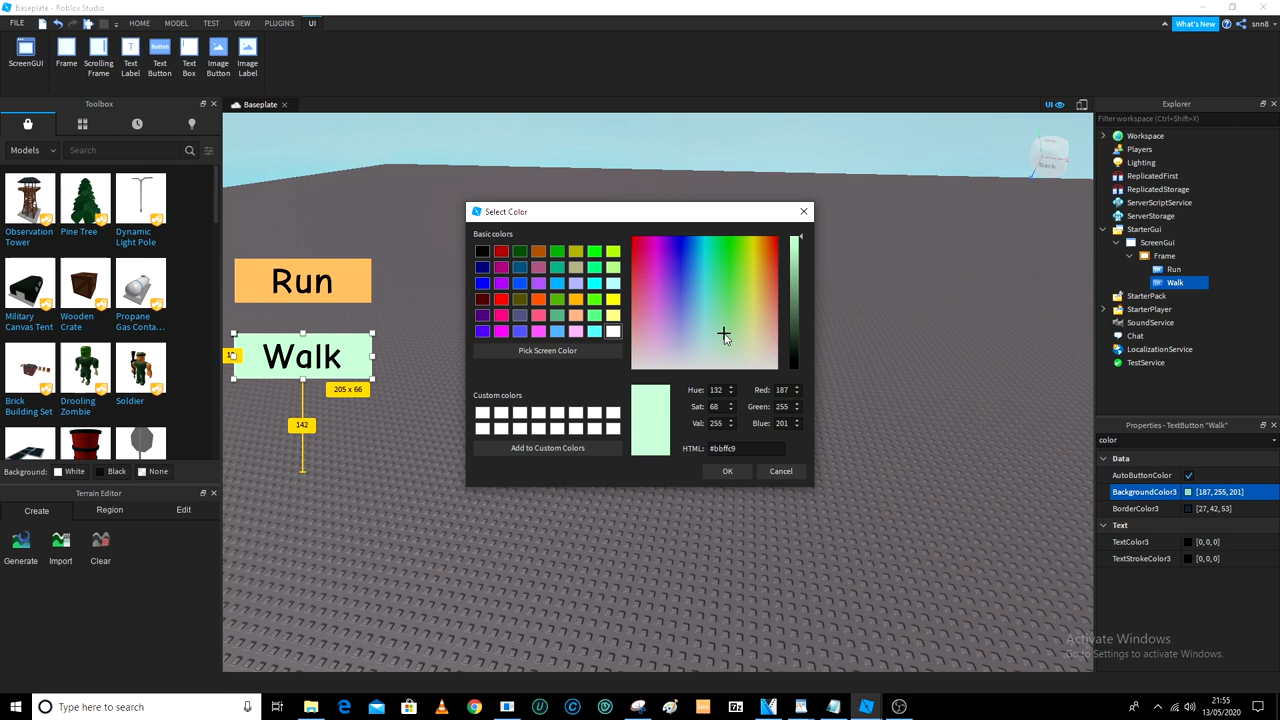 Baseplate - Roblox Studio
FILE HOME MODEL TEST VIEW PLUGINS UI What's New snn8
ScreenGUI Frame Scrolling Frame Text Label Button Text Button Text Box Image Button Image Label
Toolbox
Baseplate
UI
Explorer
Filter workspace (Ctrl+Shift+X)
Models Search
Observation Tower
Pine Tree
Dynamic Light Pole
Military Canvas Tent
Wooden Crate
Propane Gas Conta...
Brick Building Set
Drooling Zombie
Soldier
Background: White Black None
Terrain Editor
Create Region Edit
Generate Import Clear
Run
Walk
205 x 66
142
Back
Select Color
Basic colors
Pick Screen Color
Custom colors
Add to Custom Colors
Hue: 132 Red: 187
Sat: 68 Green: 255
Val: 255 Blue: 201
HTML: #bbffc9
OK Cancel
Workspace
Players
Lighting
ReplicatedFirst
ReplicatedStorage
ServerScriptService
ServerStorage
StarterGui
ScreenGui
Frame
Run
Walk
StarterPack
StarterPlayer
SoundService
Chat
LocalizationService
TestService
Properties - TextButton "Walk"
color
Data
AutoButtonColor
BackgroundColor3 [187, 255, 201]
BorderColor3 [27, 42, 53]
Text
TextColor3 [0, 0, 0]
TextStrokeColor3 [0, 0, 0]
Activate Windows
Go to Settings to activate Windows.
Type here to search
21:55
13/05/2020